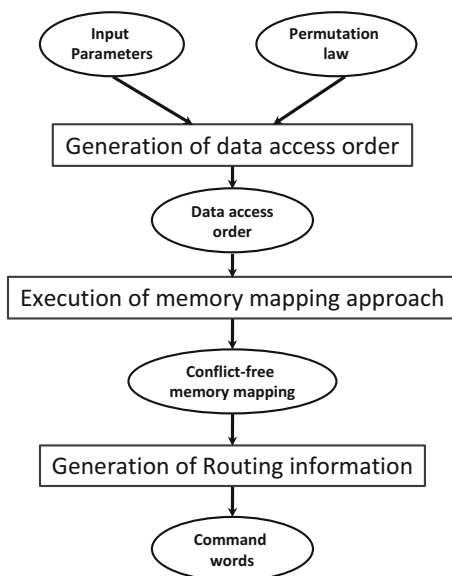 Input
Parameters
Permutation
law
Generation of data access order
Data access
order
Execution of memory mapping approach
Conflict-free
memory mapping
Generation of Routing information
Command
words